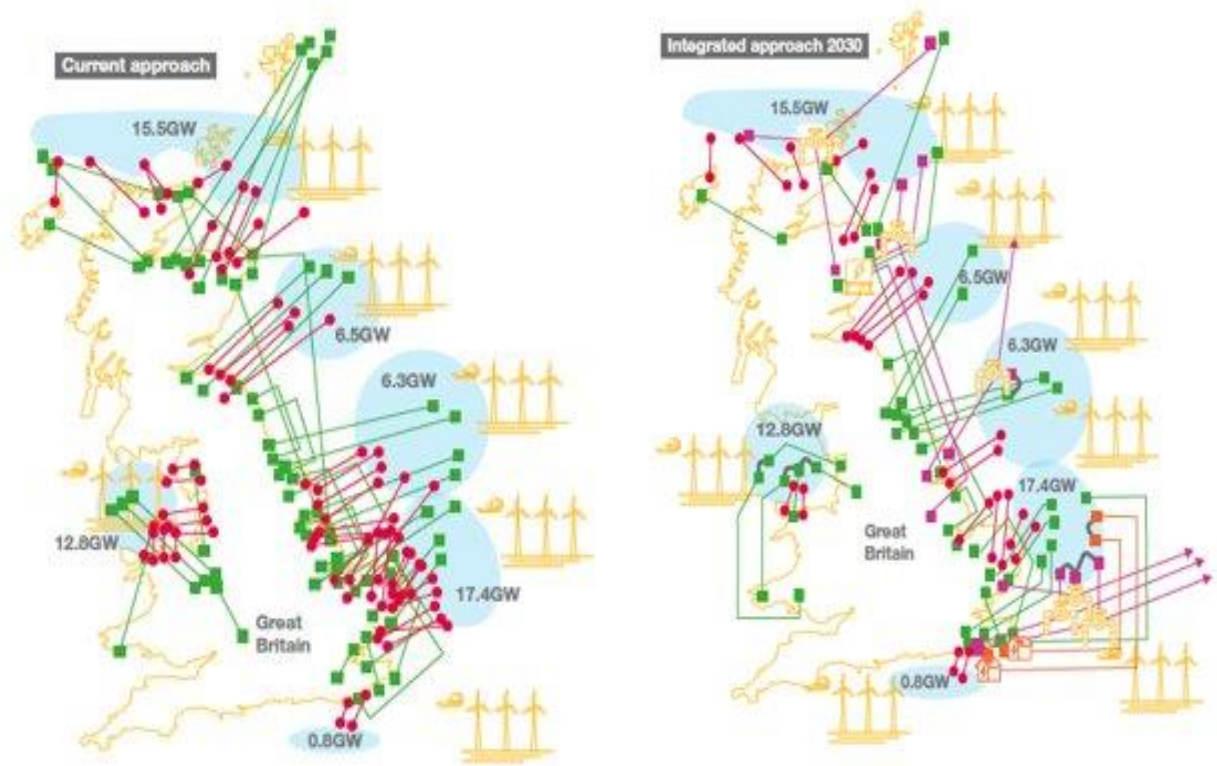 Current approach
15.5GW
6.5GW
6.3GW
12.8GW
17.4GW
Great
Britain
0.8GW
Integrated approach 2030
15.5GW
6.5GW
6.3GW
12.8GW
17.4GW
Great
Britain
0.8GW